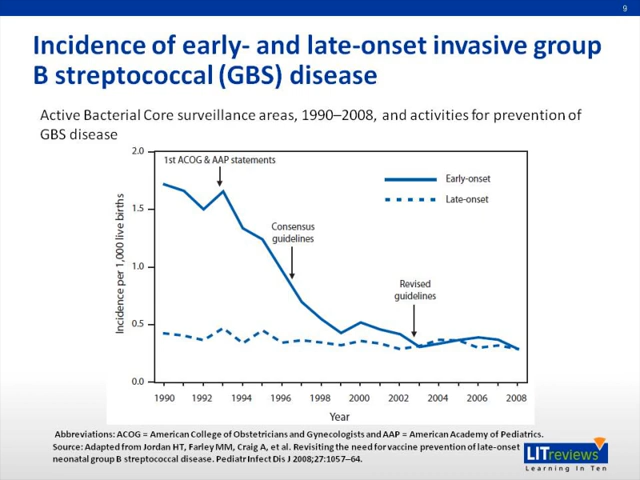 9
Incidence of early- and late-onset invasive group
B streptococcal (GBS) disease
Active Bacterial Core surveillance areas, 1990–2008, and activities for prevention of
GBS disease
2.0
1st ACOG & AAP statements
Early-onset
Late-onset
1.5
Consensus
guidelines
Incidence per 1,000 live births
1.0
Revised
guidelines
0.5
0.0
1990 1992 1993 1994 1996 1998 2000 2002 2004 2006 2008
Year
Abbreviations: ACOG = American College of Obstetricians and Gynecologists and AAP = American Academy of Pediatrics.
Source: Adapted from Jordan HT, Farley MM, Craig A, et al. Revisiting the need for vaccine prevention of late-onset
neonatal group B streptococcal disease. Pediatr Infect Dis J 2008;27:1057–64.
LITreviews
Learning In Ten